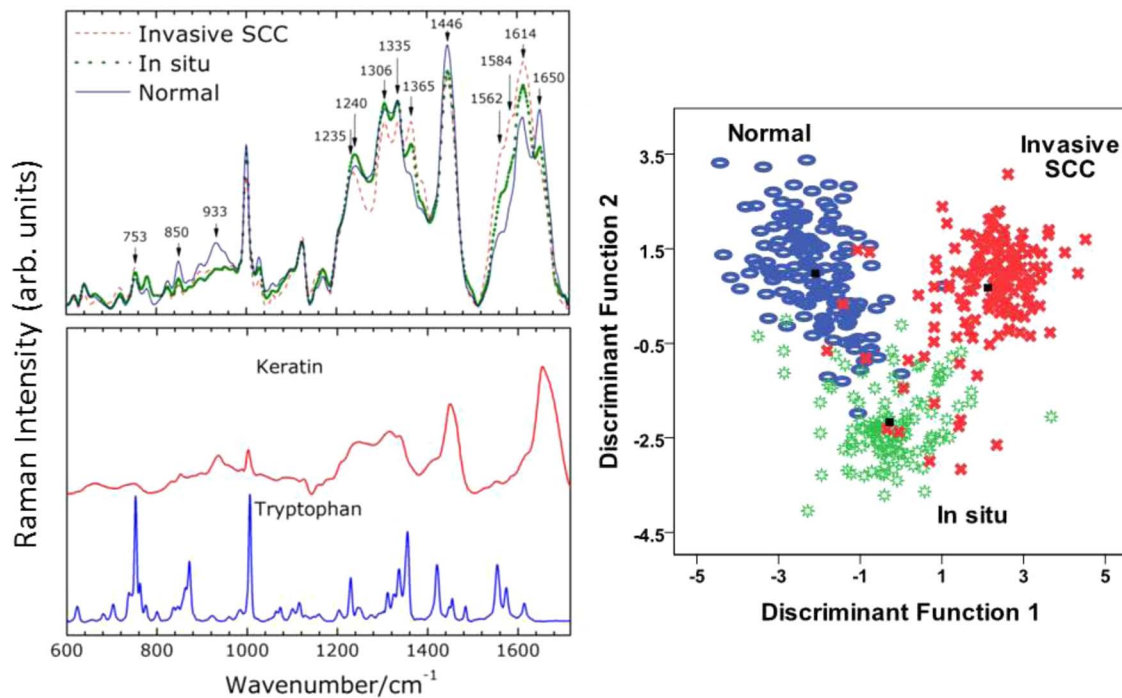 Invasive SCC
In situ
Normal
753
850
933
1235
1240
1306
1335
1365
1446
1562
1584
1614
1650
Raman Intensity (arb. units)
Keratin
Tryptophan
600 800 1000 1200 1400 1600
Wavenumber/cm⁻¹
Normal
Invasive
SCC
In situ
Discriminant Function 2
3.5
1.5
-0.5
-2.5
-4.5
-5 -3 -1 1 3 5
Discriminant Function 1